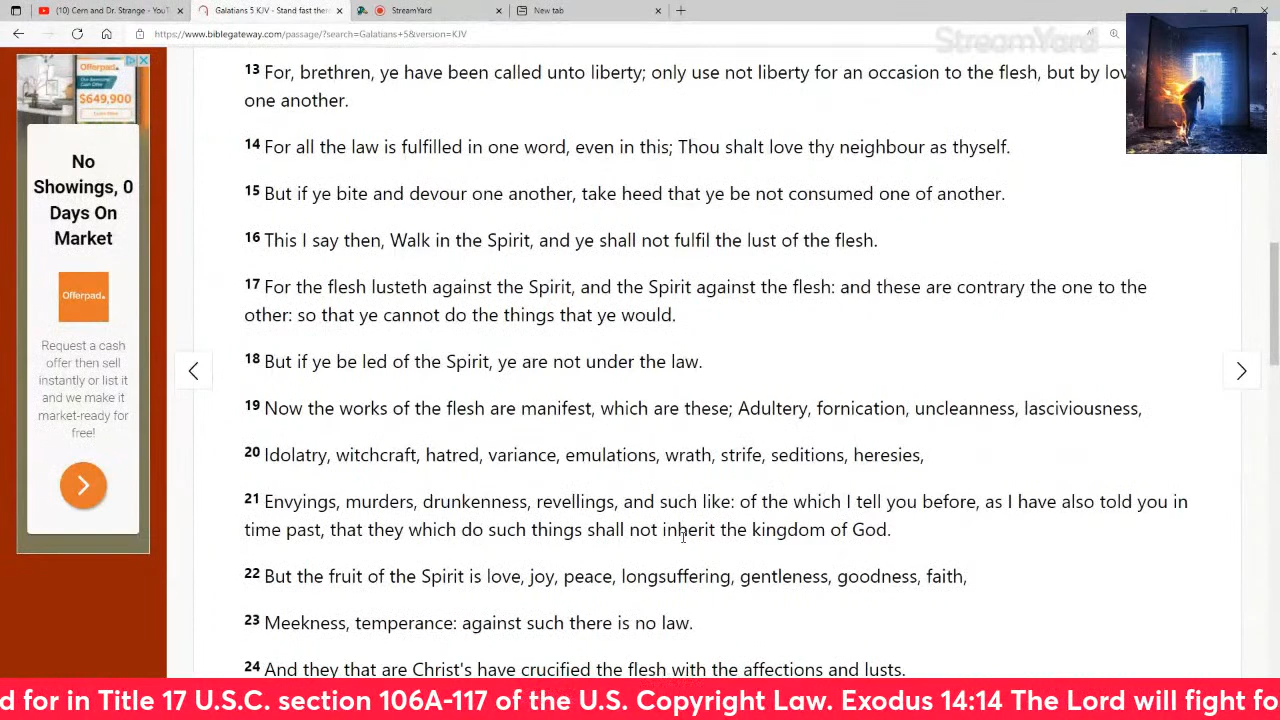 (10) Cern and Dr. Strange - YouT
Galatians 5 KJV - Stand fast there
StreamYard
New tab
https://www.biblegateway.com/passage/?search=Galatians+5&version=KJV
StreamYard
Offerpad.
$649,900
No
Showings, 0
Days On
Market
Offerpad.
Request a cash
offer then sell
instantly or list it
and we make it
market-ready for
free!
13 For, brethren, ye have been called unto liberty; only use not liberty for an occasion to the flesh, but by lov
one another.
14 For all the law is fulfilled in one word, even in this; Thou shalt love thy neighbour as thyself.
15 But if ye bite and devour one another, take heed that ye be not consumed one of another.
16 This I say then, Walk in the Spirit, and ye shall not fulfil the lust of the flesh.
17 For the flesh lusteth against the Spirit, and the Spirit against the flesh: and these are contrary the one to the
other: so that ye cannot do the things that ye would.
18 But if ye be led of the Spirit, ye are not under the law.
19 Now the works of the flesh are manifest, which are these; Adultery, fornication, uncleanness, lasciviousness,
20 Idolatry, witchcraft, hatred, variance, emulations, wrath, strife, seditions, heresies,
21 Envyings, murders, drunkenness, revellings, and such like: of the which I tell you before, as I have also told you in
time past, that they which do such things shall not inherit the kingdom of God.
22 But the fruit of the Spirit is love, joy, peace, longsuffering, gentleness, goodness, faith,
23 Meekness, temperance: against such there is no law.
24 And they that are Christ's have crucified the flesh with the affections and lusts.
d for in Title 17 U.S.C. section 106A-117 of the U.S. Copyright Law. Exodus 14:14 The Lord will fight fo